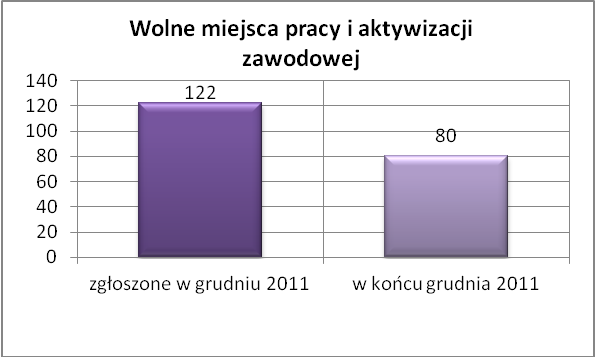 Wolne miejsca pracy i aktywizacji
zawodowej
140
120
100
80
60
40
20
0
122
80
zgłoszone w grudniu 2011
w końcu grudnia 2011